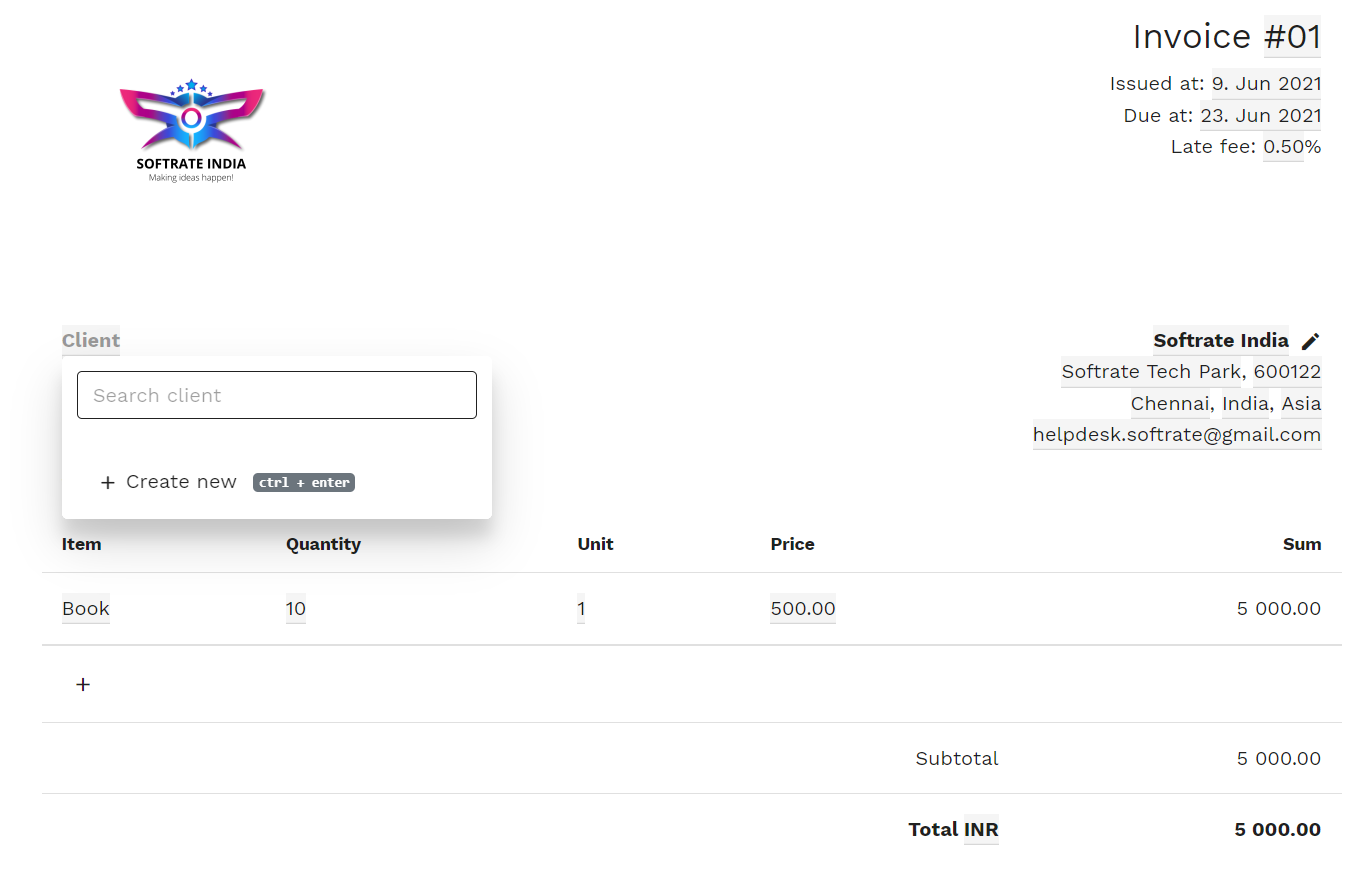 Invoice #01
Issued at: 9. Jun 2021
Due at: 23. Jun 2021
Late fee: 0.50%
SOFTRATE INDIA
Making ideas happen!
Client
Search client
+ Create new ctrl + enter
Softrate India
Softrate Tech Park, 600122
Chennai, India, Asia
helpdesk.softrate@gmail.com
Item Quantity Unit Price Sum
Book 10 1 500.00 5 000.00
+
Subtotal 5 000.00
Total INR 5 000.00